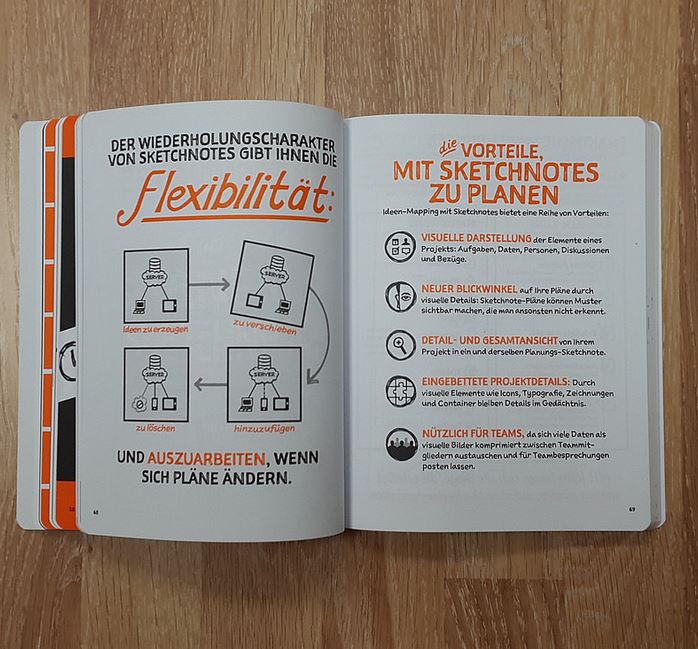 DER WIEDERHOLUNGSCHARAKTER
VON SKETCHNOTES GIBT IHNEN DIE
Flexibilität:
SERVER
Ideen zu erzeugen
SERVER
zu verschieben
SERVER
zu löschen
SERVER
hinzuzufügen
UND AUSZUARBEITEN, WENN
SICH PLÄNE ÄNDERN.
68
die VORTEILE,
MIT SKETCHNOTES
ZU PLANEN
Ideen-Mapping mit Sketchnotes bietet eine Reihe von Vorteilen:
VISUELLE DARSTELLUNG der Elemente eines
Projekts: Aufgaben, Daten, Personen, Diskussionen
und Bezüge.
NEUER BLICKWINKEL auf Ihre Pläne durch
visuelle Details: Sketchnote-Pläne können Muster
sichtbar machen, die man ansonsten nicht erkennt.
DETAIL- UND GESAMTANSICHT von Ihrem
Projekt in ein und derselben Planungs-Sketchnote.
EINGEBETTETE PROJEKTDETAILS: Durch
visuelle Elemente wie Icons, Typografie, Zeichnungen
und Container bleiben Details im Gedächtnis.
NÜTZLICH FÜR TEAMS, da sich viele Daten als
visuelle Bilder komprimiert zwischen Teammit-
gliedern austauschen und für Teambesprechungen
posten lassen.
69